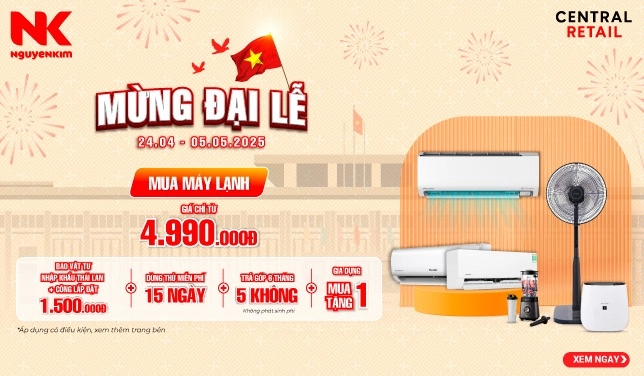 NK
NGUYENKIM
CENTRAL
RETAIL
MỪNG ĐẠI LỄ
24.04 - 05.05.2025
MUA MÁY LẠNH
GIÁ CHỈ TỪ
4.990.000Đ
BAO VẬT TƯ
NHẬP KHẨU THÁI LAN
+ CÔNG LẮP ĐẶT
1.500.000Đ
+
DÙNG THỬ MIỄN PHÍ
15 NGÀY
+
TRẢ GÓP 6 THÁNG
5 KHÔNG
Không phát sinh phí
+
GIA DỤNG
MUA
TẶNG 1
*Áp dụng có điều kiện, xem thêm trang bên
XEM NGAY